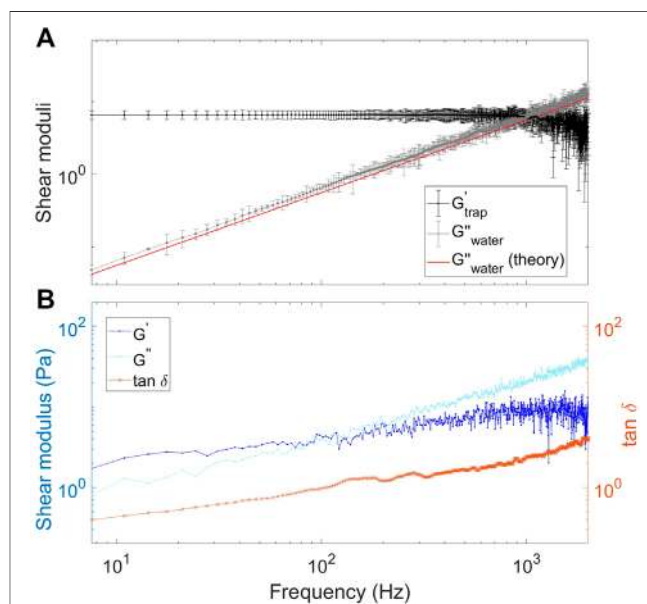 A
Shear moduli
10⁰
G'trap
G''water
G''water (theory)
B
10² 10²
G'
G''
tan δ
Shear modulus (Pa)
tan δ
10⁰ 10⁰
10¹ 10² 10³
Frequency (Hz)